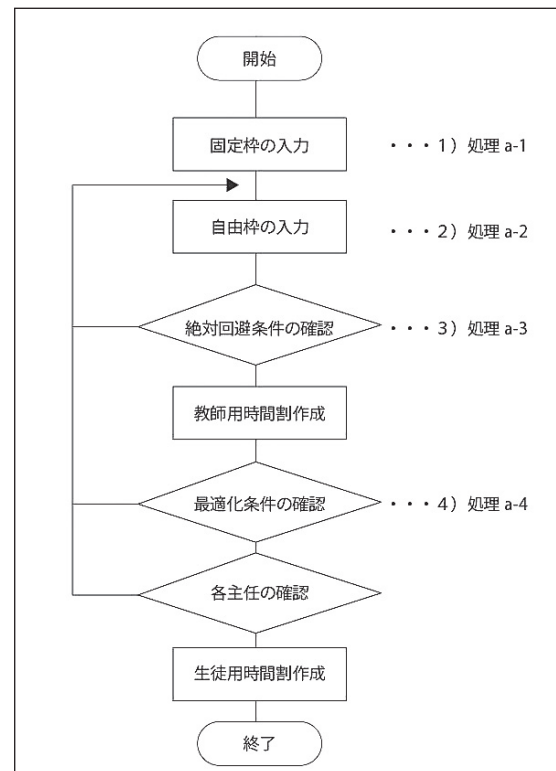 開始
固定枠の入力 ・・・1）処理 a-1
自由枠の入力 ・・・2）処理 a-2
絶対回避条件の確認 ・・・3）処理 a-3
教師用時間割作成
最適化条件の確認 ・・・4）処理 a-4
各主任の確認
生徒用時間割作成
終了